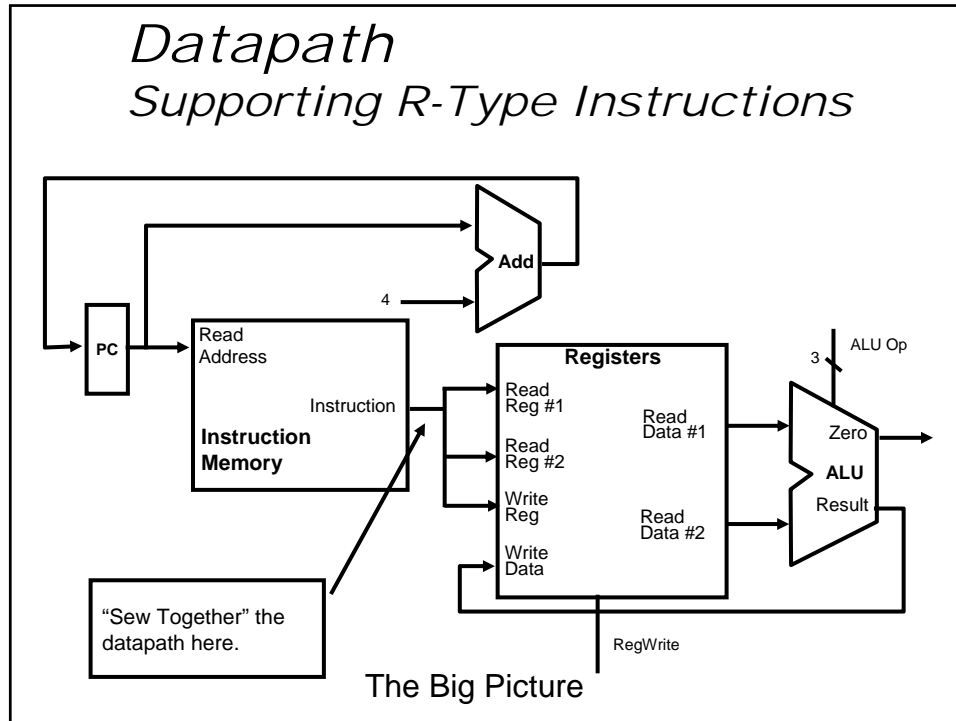 Datapath
Supporting R-Type Instructions
Add
4
PC
Read
Address
Instruction
Instruction
Memory
Registers
Read
Reg #1
Read
Reg #2
Write
Reg
Write
Data
Read
Data #1
Read
Data #2
RegWrite
3
ALU Op
Zero
ALU
Result
“Sew Together” the
datapath here.
The Big Picture